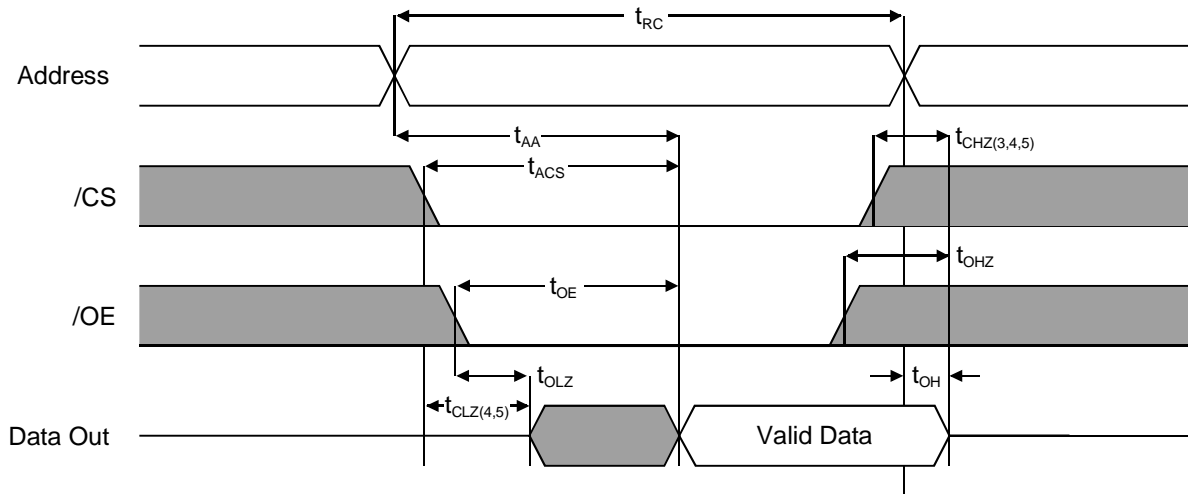 tRC
Address
tAA
tCHZ(3,4,5)
tACS
/CS
tOHZ
tOE
/OE
tOLZ
tOH
tCLZ(4,5)
Data Out
Valid Data